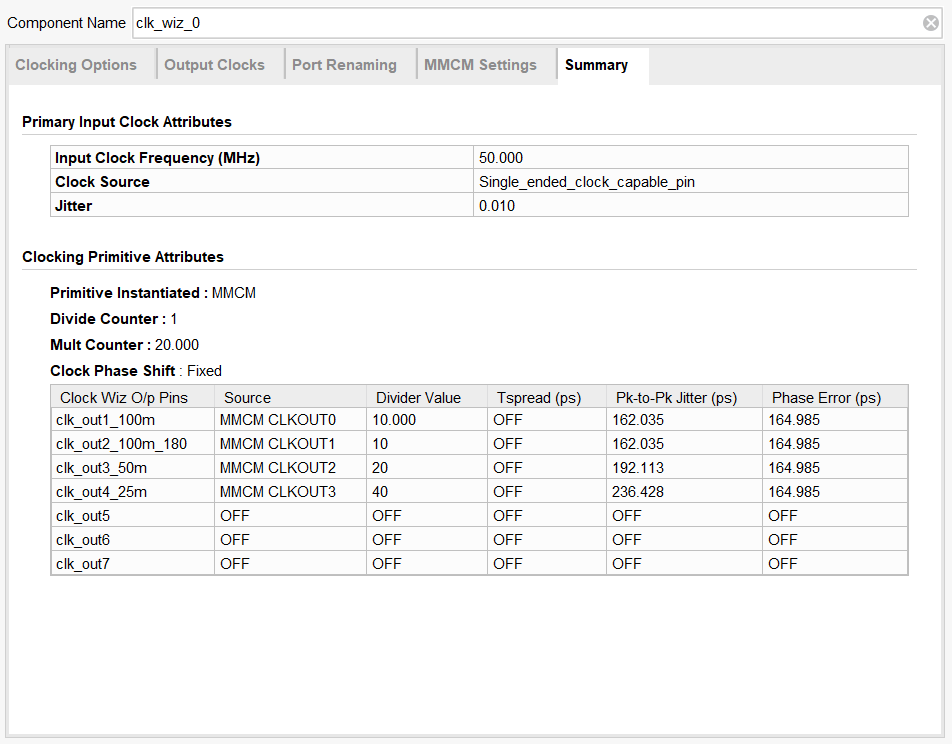 Component Name clk_wiz_0
Clocking Options Output Clocks Port Renaming MMCM Settings Summary
Primary Input Clock Attributes
Input Clock Frequency (MHz) 50.000
Clock Source Single_ended_clock_capable_pin
Jitter 0.010
Clocking Primitive Attributes
Primitive Instantiated : MMCM
Divide Counter : 1
Mult Counter : 20.000
Clock Phase Shift : Fixed
Clock Wiz O/p Pins Source Divider Value Tspread (ps) Pk-to-Pk Jitter (ps) Phase Error (ps)
clk_out1_100m MMCM CLKOUT0 10.000 OFF 162.035 164.985
clk_out2_100m_180 MMCM CLKOUT1 10 OFF 162.035 164.985
clk_out3_50m MMCM CLKOUT2 20 OFF 192.113 164.985
clk_out4_25m MMCM CLKOUT3 40 OFF 236.428 164.985
clk_out5 OFF OFF OFF OFF OFF
clk_out6 OFF OFF OFF OFF OFF
clk_out7 OFF OFF OFF OFF OFF